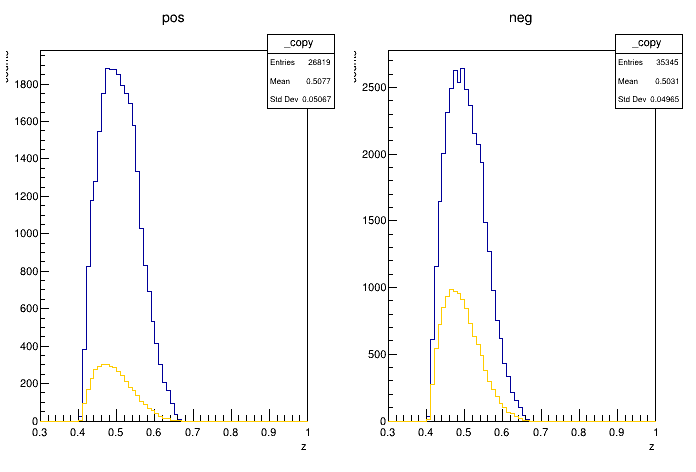 pos
_copy
Entries 26819
Mean 0.5077
Std Dev 0.05067
1800
1600
1400
1200
1000
800
600
400
200
0
0.3 0.4 0.5 0.6 0.7 0.8 0.9 1
z
neg
_copy
Entries 35345
Mean 0.5031
Std Dev 0.04965
2500
2000
1500
1000
500
0
0.3 0.4 0.5 0.6 0.7 0.8 0.9 1
z